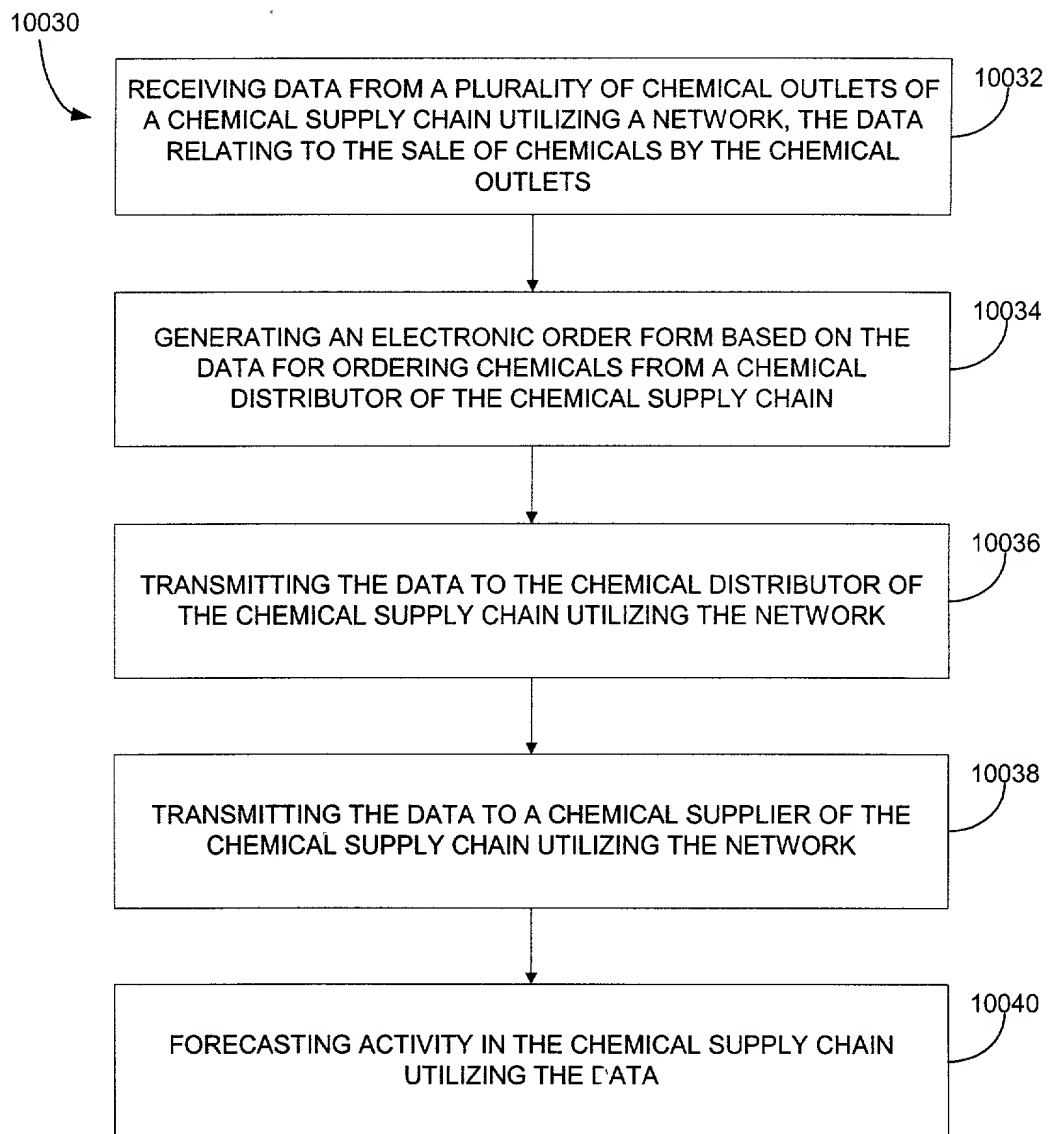 10030
RECEIVING DATA FROM A PLURALITY OF CHEMICAL OUTLETS OF
A CHEMICAL SUPPLY CHAIN UTILIZING A NETWORK, THE DATA
RELATING TO THE SALE OF CHEMICALS BY THE CHEMICAL
OUTLETS
10032
GENERATING AN ELECTRONIC ORDER FORM BASED ON THE
DATA FOR ORDERING CHEMICALS FROM A CHEMICAL
DISTRIBUTOR OF THE CHEMICAL SUPPLY CHAIN
10034
TRANSMITTING THE DATA TO THE CHEMICAL DISTRIBUTOR OF
THE CHEMICAL SUPPLY CHAIN UTILIZING THE NETWORK
10036
TRANSMITTING THE DATA TO A CHEMICAL SUPPLIER OF THE
CHEMICAL SUPPLY CHAIN UTILIZING THE NETWORK
10038
FORECASTING ACTIVITY IN THE CHEMICAL SUPPLY CHAIN
UTILIZING THE DATA
10040